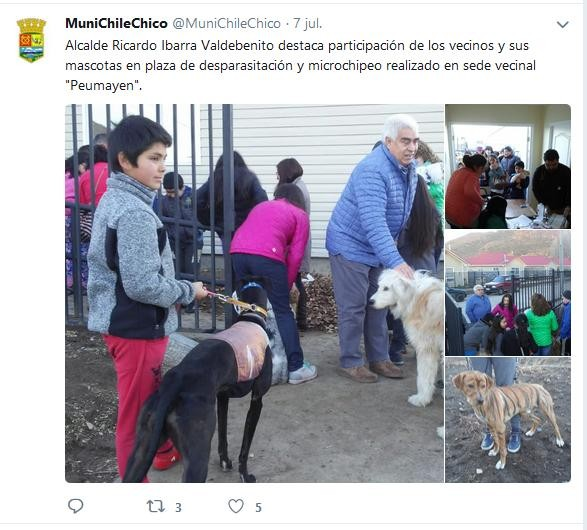 MuniChileChico @MuniChileChico · 7 jul.
Alcalde Ricardo Ibarra Valdebenito destaca participación de los vecinos y sus
mascotas en plaza de desparasitación y microchipeo realizado en sede vecinal
"Peumayen".
3 5